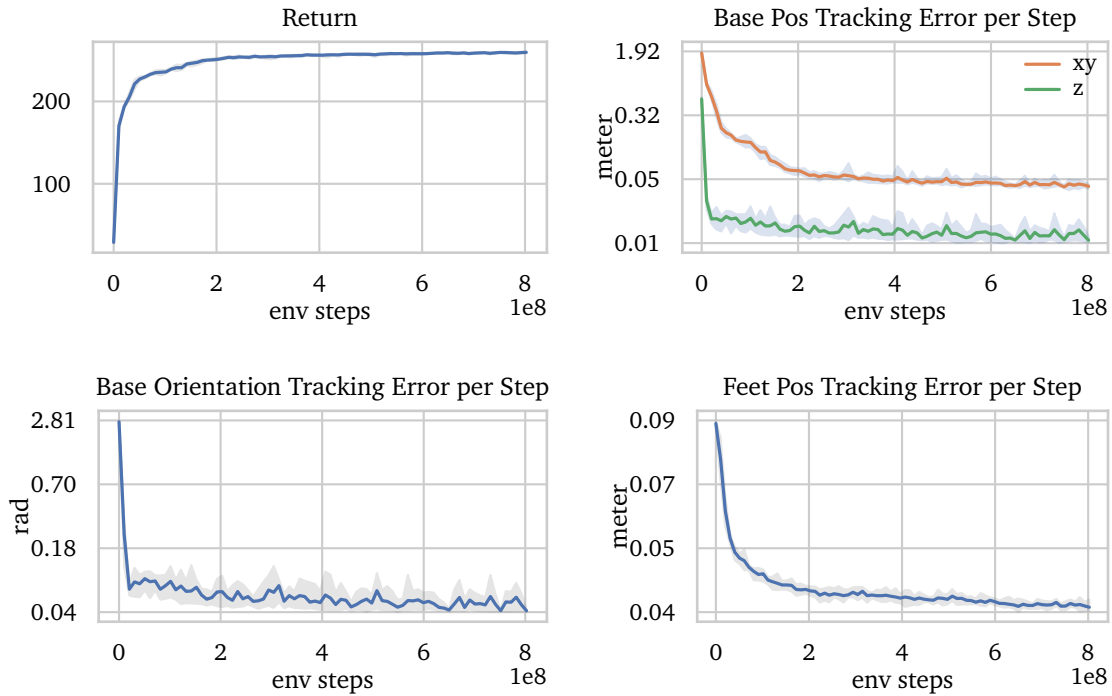 Return
200
100
0
2
4
6
8
1e8
env steps
Base Pos Tracking Error per Step
1.92
0.32
0.05
0.01
meter
xy
z
0
2
4
6
8
1e8
env steps
Base Orientation Tracking Error per Step
2.81
0.70
0.18
0.04
rad
0
2
4
6
8
1e8
env steps
Feet Pos Tracking Error per Step
0.09
0.07
0.05
0.04
meter
0
2
4
6
8
1e8
env steps